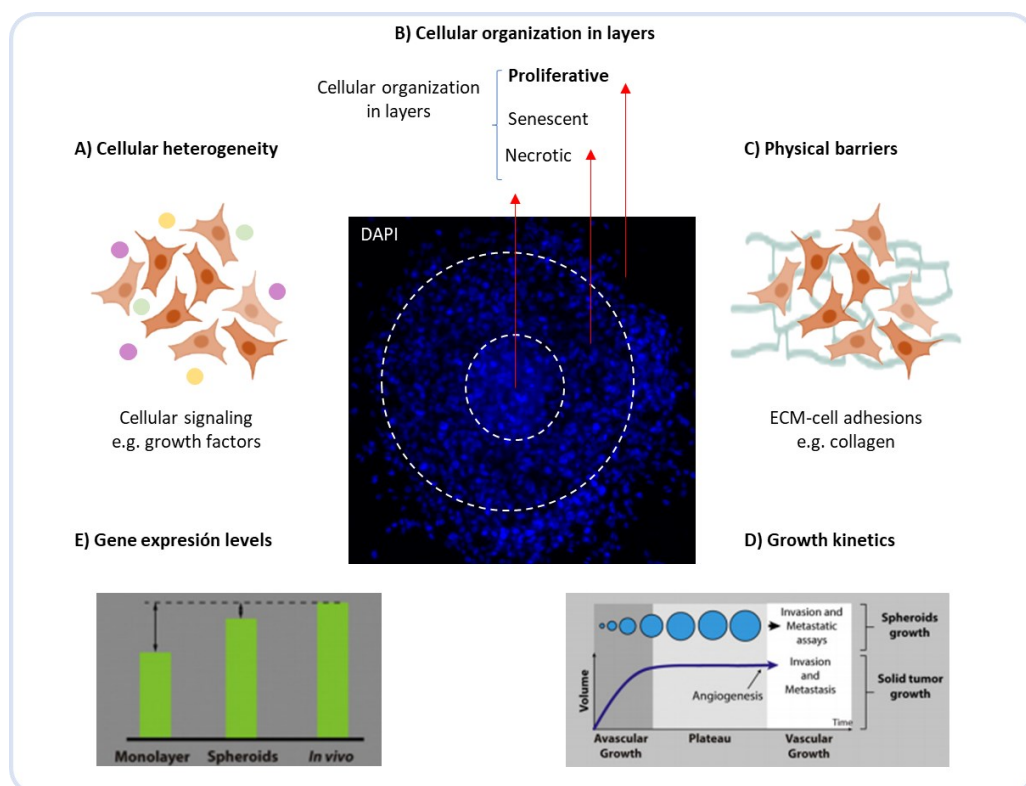 B) Cellular organization in layers
Cellular organization
in layers
Proliferative
Senescent
Necrotic
A) Cellular heterogeneity
C) Physical barriers
DAPI
Cellular signaling
e.g. growth factors
ECM-cell adhesions
e.g. collagen
E) Gene expresión levels
D) Growth kinetics
Monolayer
Spheroids
In vivo
Invasion and
Metastatic
assays
Spheroids
growth
Volume
Angiogenesis
Invasion
and
Metastasis
Solid tumor
growth
Time
Avascular
Growth
Plateau
Vascular
Growth